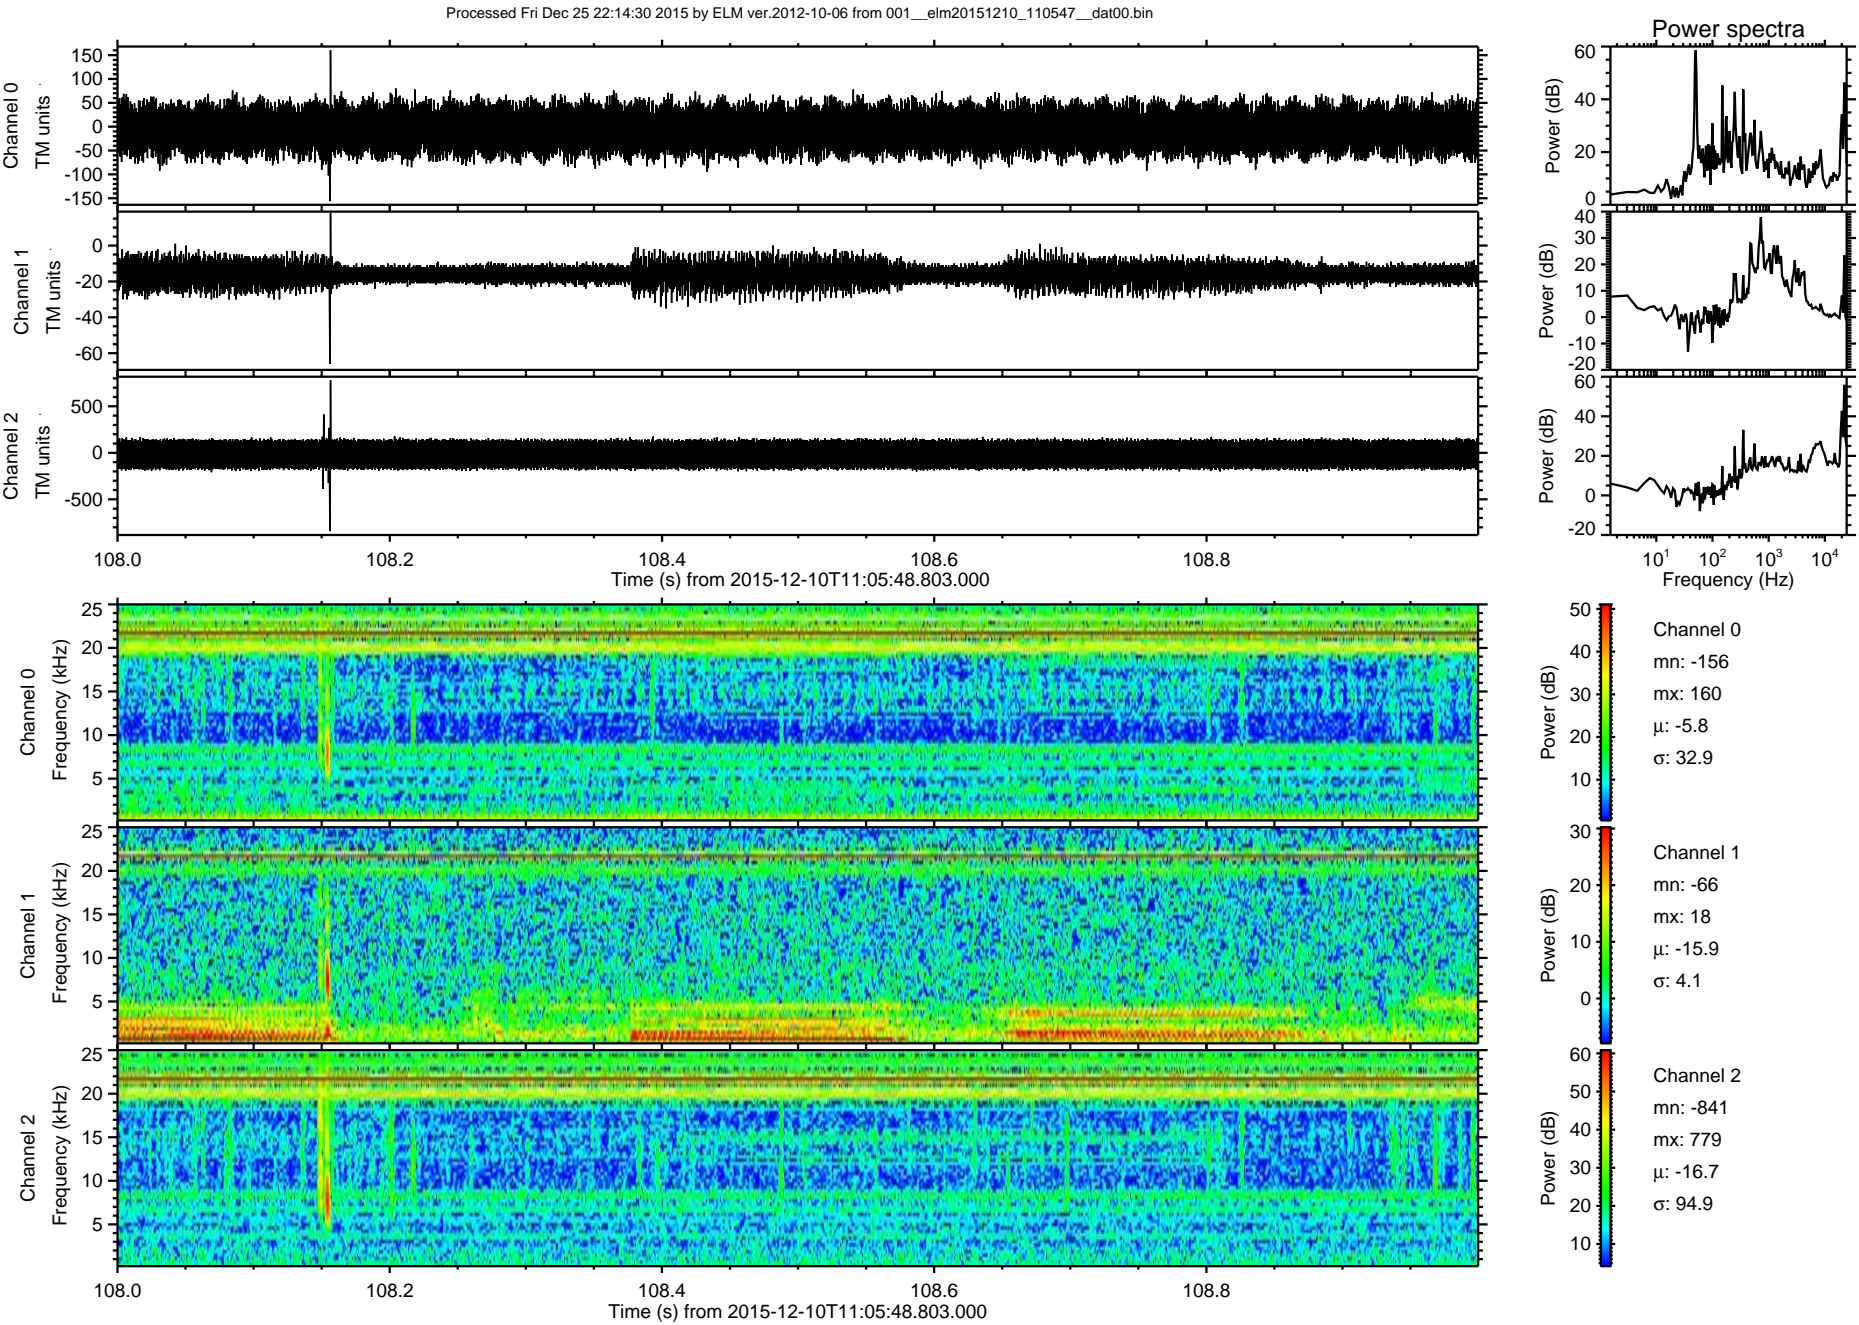 Processed Fri Dec 25 22:14:30 2015 by ELM ver.2012-10-06 from 001__elm20151210_110547__dat00.bin
Power spectra
Channel 0
TM units
150
100
50
0
-50
-100
-150
Power (dB)
60
40
20
0
Channel 1
TM units
0
-20
-40
-60
Power (dB)
40
30
20
10
0
-10
-20
Channel 2
TM units
500
0
-500
Power (dB)
60
40
20
0
-20
108.0
108.2
108.4
108.6
108.8
Time (s) from 2015-12-10T11:05:48.803.000
10^1
10^2
10^3
10^4
Frequency (Hz)
Channel 0
Frequency (kHz)
25
20
15
10
5
Power (dB)
50
40
30
20
10
Channel 0
mn: -156
mx: 160
μ: -5.8
σ: 32.9
Channel 1
Frequency (kHz)
25
20
15
10
5
Power (dB)
30
20
10
0
Channel 1
mn: -66
mx: 18
μ: -15.9
σ: 4.1
Channel 2
Frequency (kHz)
25
20
15
10
5
Power (dB)
60
50
40
30
20
10
Channel 2
mn: -841
mx: 779
μ: -16.7
σ: 94.9
108.0
108.2
108.4
108.6
108.8
Time (s) from 2015-12-10T11:05:48.803.000